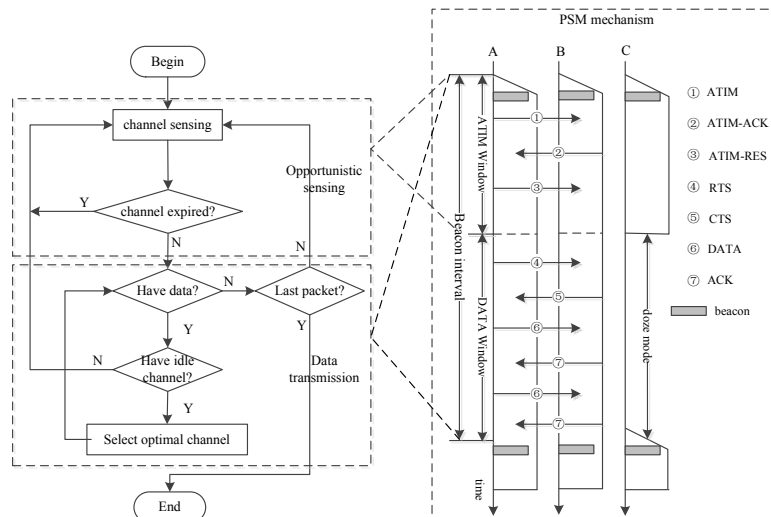 PSM mechanism
Begin
channel sensing
Opportunistic
sensing
Y
channel expired?
N
N
Have data?
N
Last packet?
Y
Y
N
Have idle
channel?
Data
transmission
Y
Select optimal channel
End
A
B
C
Beacon interval
ATIM Window
DATA Window
doze mode
time
①
②
③
④
⑤
⑥
⑦
⑥
⑦
① ATIM
② ATIM-ACK
③ ATIM-RES
④ RTS
⑤ CTS
⑥ DATA
⑦ ACK
beacon